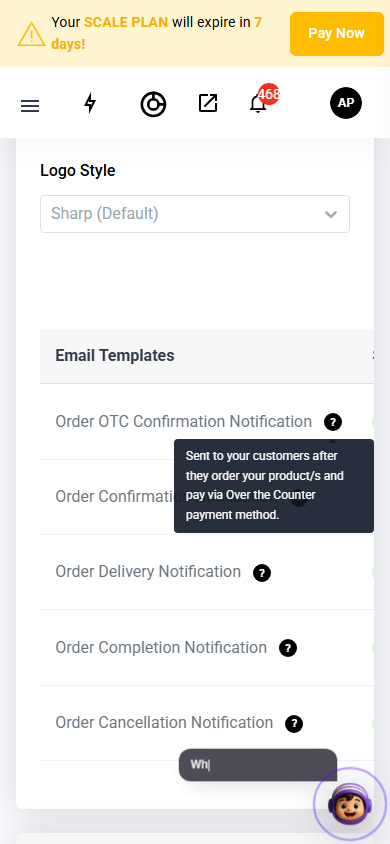 Your SCALE PLAN will expire in 7
days!
Pay Now
468
AP
Logo Style
Sharp (Default)
Email Templates
Order OTC Confirmation Notification ?
Sent to your customers after
they order your product/s and
pay via Over the Counter
payment method.
Order Confirmatio
Order Delivery Notification ?
Order Completion Notification ?
Order Cancellation Notification ?
Wh